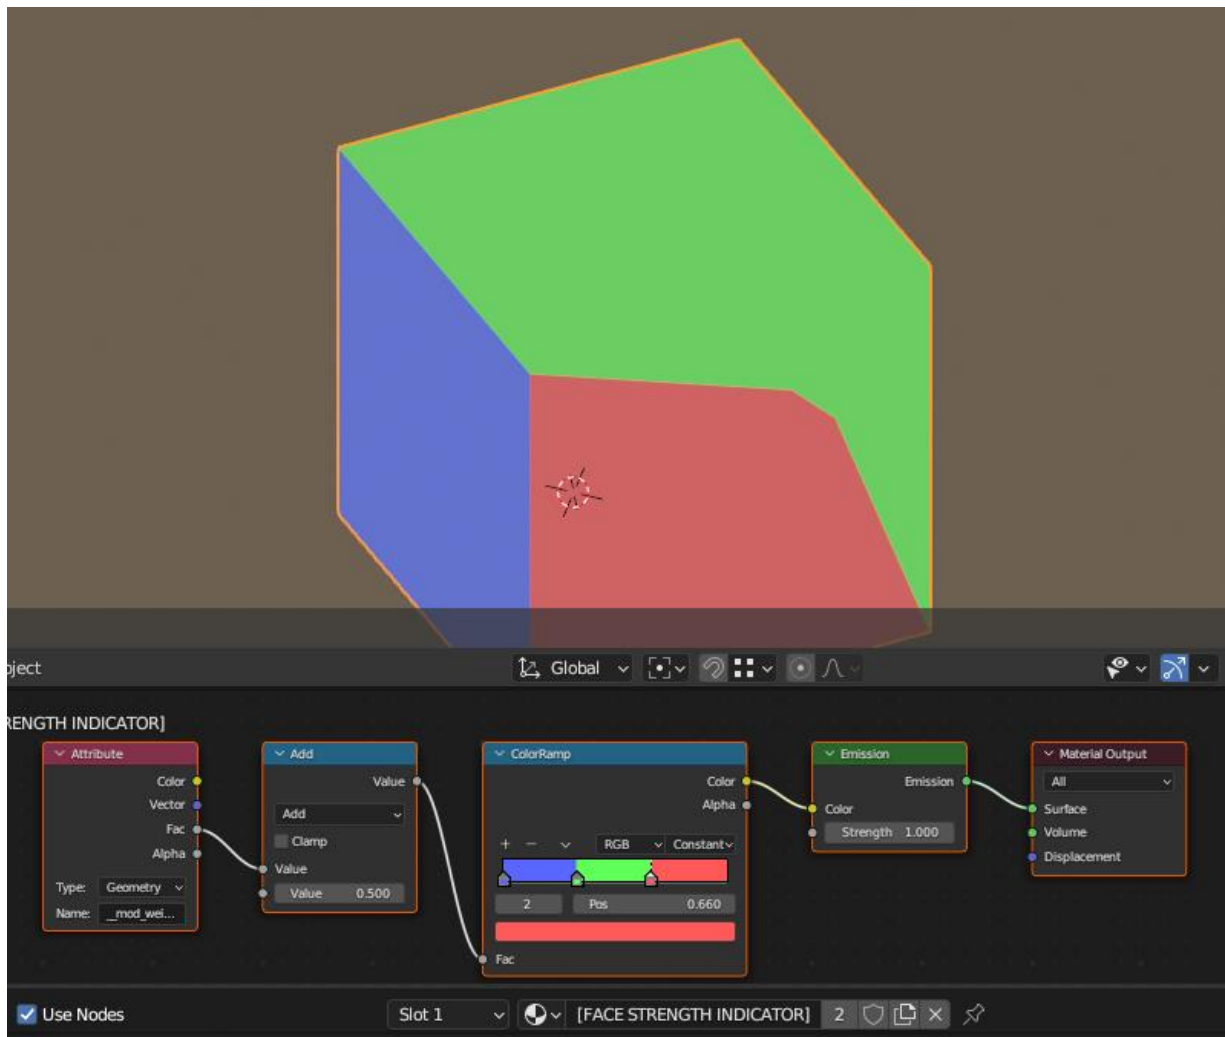 bject
Global
RENGTH INDICATOR]
Attribute
Color
Vector
Fac
Alpha
Type: Geometry
Name: __mod_wei...
Add
Value
Add
Clamp
Value
Value 0.500
ColorRamp
Color
Alpha
+ − RGB Constant
2 Pos 0.660
Fac
Emission
Emission
Color
Strength 1.000
Material Output
All
Surface
Volume
Displacement
Use Nodes Slot 1 [FACE STRENGTH INDICATOR] 2